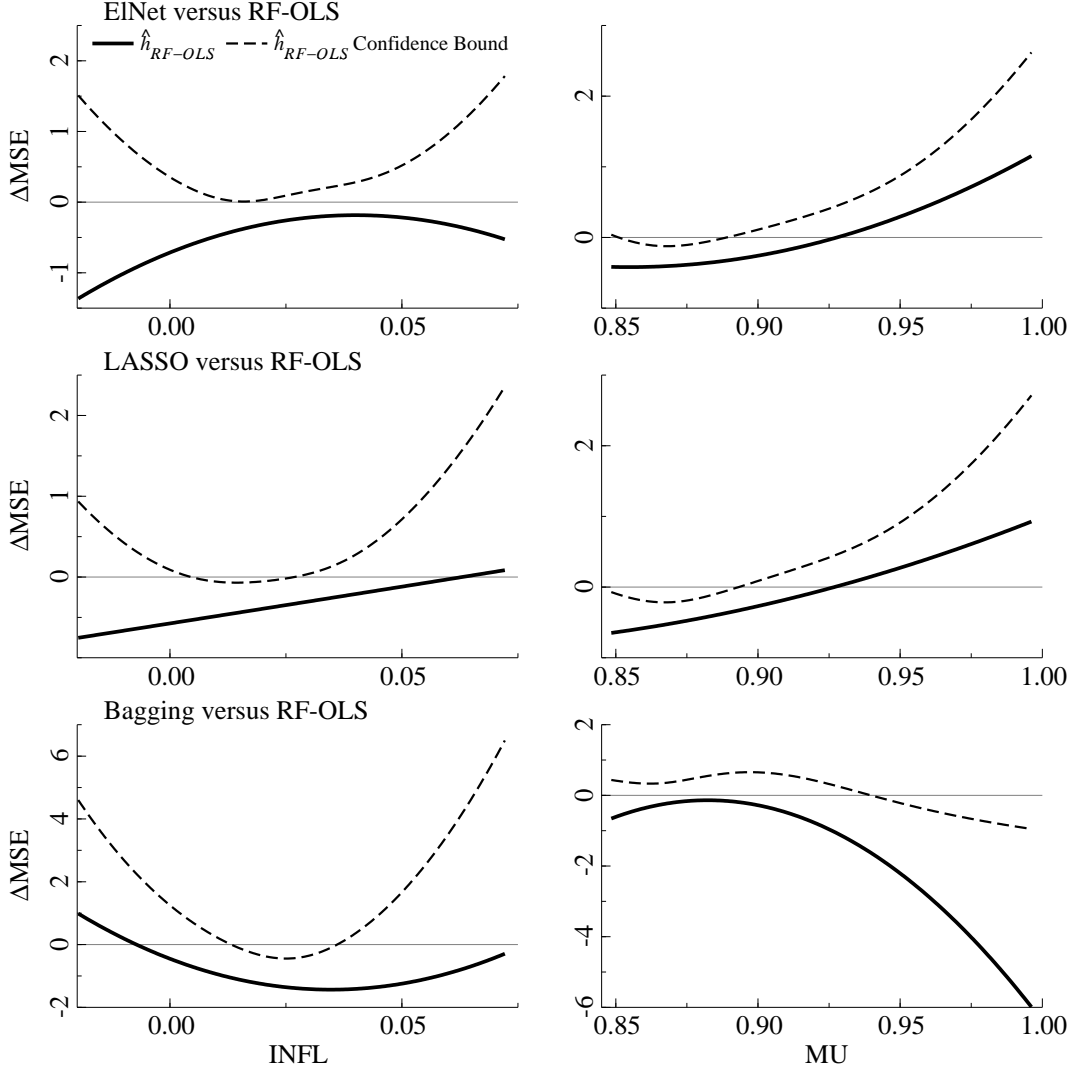 ElNet versus RF-OLS
ĥ_RF−OLS ĥ_RF−OLS Confidence Bound
ΔMSE
2
1
0
-1
0.00 0.05
2
0
0.85 0.90 0.95 1.00
LASSO versus RF-OLS
ΔMSE
2
1
0
0.00 0.05
2
0
0.85 0.90 0.95 1.00
Bagging versus RF-OLS
ΔMSE
6
4
2
0
-2
0.00 0.05
INFL
2
0
-2
-4
-6
0.85 0.90 0.95 1.00
MU